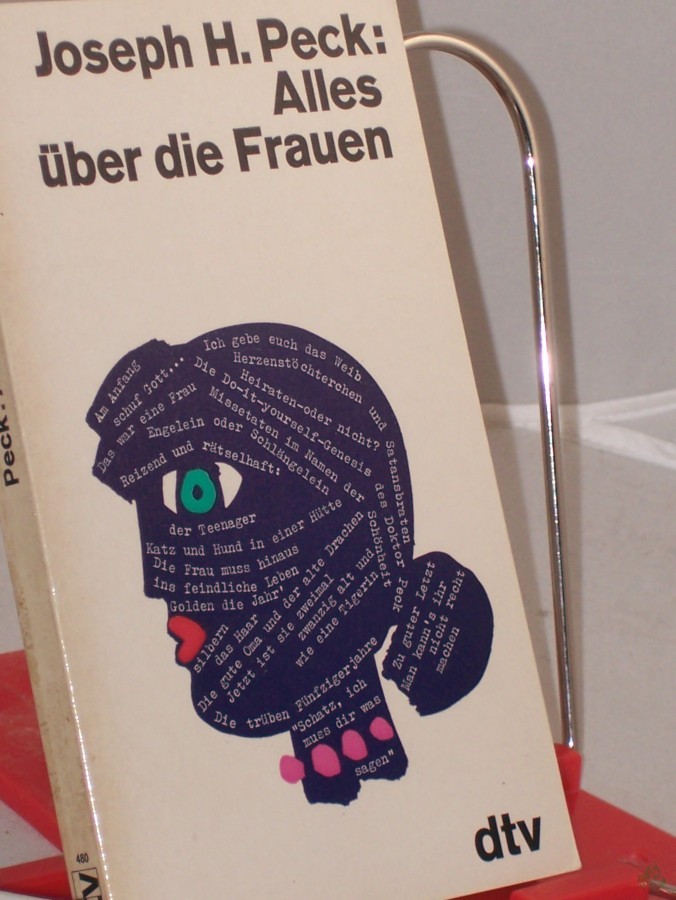 Joseph H. Peck:
Alles
über die Frauen
Am Anfang
schuf Gott...
Das war eine Frau
Ich gebe euch das Weib
Herzenstöchterchen und Satansbraten
Heiraten-oder nicht?
Die Do-it-yourself-Genesis des Doktor Peck
Missetaten im Namen der Schönheit
Engelein oder Schlängelein
Reizend und rätselhaft:
der Teenager
Katz und Hund in einer Hütte
Die Frau muss hinaus
ins feindliche Leben
Golden die Jahr'
silbern
das Haar
Die gute Oma und der alte Drachen
Jetzt ist sie zweimal
zwanzig alt und
wie eine Tigerin
Die trüben Fünfzigerjahre
"Schatz, ich
muss dir was
sagen"
Zu guter Letzt
Man kann's ihr
nicht recht
machen
dtv
Peck:
480